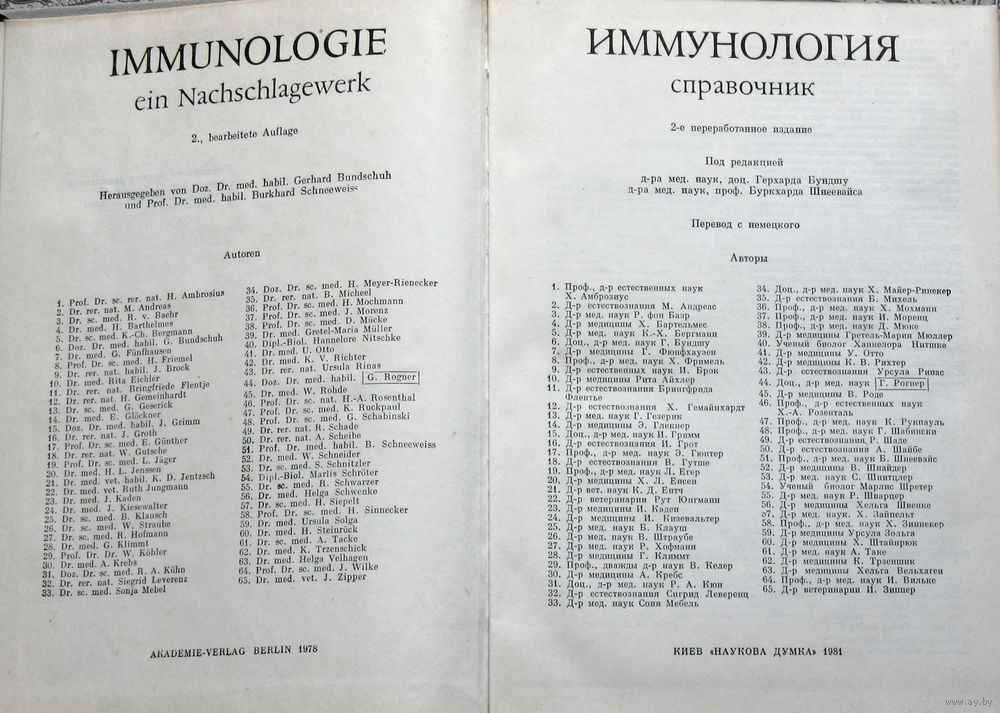 IMMUNOLOGIE
ein Nachschlagewerk
2., bearbeitete Auflage
Herausgegeben von Doz. Dr. med. habil. Gerhard Bundschuh
und Prof. Dr. med. habil. Burkhard Schneeweiss
Autoren
1. Prof. Dr. sc. rer. nat. H. Ambrosius
2. Dr. rer. nat. M. Andreas
3. Dr. sc. med. R. v. Baehr
4. Dr. med. H. Barthelmes
5. Dr. sc. med. K.-Ch. Bergmann
6. Doz. Dr. med. habil. G. Bundschuh
7. Dr. med. G. Fünfhausen
8. Prof. Dr. sc. med. H. Friemel
9. Dr. rer. nat. habil. J. Brock
10. Dr. med. Rita Eichler
11. Dr. rer. nat. Bringfriede Flentje
12. Dr. rer. nat. H. Gemeinhardt
13. Dr. sc. med. G. Geserick
14. Dr. med. E. Glöckner
15. Doz. Dr. med. habil. J. Grimm
16. Dr. rer. nat. J. Groth
17. Prof. Dr. sc. med. E. Günther
18. Dr. rer. nat. W. Gutsche
19. Prof. Dr. sc. med. L. Jäger
20. Dr. med. H. L. Jenssen
21. Dr. med. vet. habil. K. D. Jentzsch
22. Dr. med. vet. Ruth Jungmann
23. Dr. med. J. Kaden
24. Dr. med. J. Kiesewalter
25. Dr. sc. med. B. Klausch
26. Dr. sc. med. W. Straube
27. Dr. sc. med. R. Hofmann
28. Dr. med. G. Klimmt
29. Prof. Dr. Dr. W. Köhler
30. Dr. med. A. Krebs
31. Doz. Dr. sc. med. R. A. Kühn
32. Dr. rer. nat. Siegrid Leverenz
33. Dr. sc. med. Sonja Mebel
34. Doz. Dr. sc. med. H. Meyer-Rienecker
35. Dr. rer. nat. B. Micheel
36. Prof. Dr. sc. med. H. Mochmann
37. Prof. Dr. sc. med. J. Morenz
38. Prof. Dr. sc. med. D. Mücke
39. Dr. med. Gretel-Maria Müller
40. Dipl.-Biol. Hannelore Nitschke
41. Dr. med. U. Otto
42. Dr. med. K. V. Richter
43. Dr. rer. nat. Ursula Rinas
44. Doz. Dr. med. habil. G. Rogner
45. Dr. med. W. Rohde
46. Prof. Dr. sc. nat. H.-A. Rosenthal
47. Prof. Dr. sc. med. K. Ruckpaul
48. Prof. Dr. sc. med. G. Schabinski
49. Dr. rer. nat. R. Schade
50. Dr. rer. nat. A. Scheibe
51. Prof. Dr. med. habil. B. Schneeweiss
52. Dr. med. W. Schneider
53. Dr. sc. med. S. Schnitzler
54. Dipl.-Biol. Marlis Schröter
55. Dr. sc. med. R. Schwarzer
56. Dr. med. Helga Schwenke
57. Dr. sc. med. H. Siepelt
58. Prof. Dr. sc. med. H. Sinnecker
59. Dr. med. Ursula Solga
60. Dr. med. H. Steinrück
61. Dr. sc. med. A. Tacke
62. Dr. med. K. Trzenschick
63. Dr. med. Helga Velhagen
64. Prof. Dr. sc. med. J. Wilke
65. Dr. med. vet. J. Zipper
AKADEMIE-VERLAG BERLIN 1978
ИММУНОЛОГИЯ
справочник
2-е переработанное издание
Под редакцией
д-ра мед. наук, доц. Герхарда Бундшу
д-ра мед. наук, проф. Буркхарда Шнеевайса
Перевод с немецкого
Авторы
1. Проф., д-р естественных наук
Х. Амброзиус
2. Д-р естествознания М. Андреас
3. Д-р мед. наук Р. фон Баэр
4. Д-р медицины Х. Бартельмес
5. Д-р мед. наук К.-Х. Бергманн
6. Доц., д-р мед. наук Г. Бундшу
7. Д-р медицины Г. Фюнфхаузен
8. Проф., д-р мед. наук Х. Фримель
9. Д-р естественных наук И. Брок
10. Д-р медицины Рита Айхлер
11. Д-р естествознания Брингфрида
Флентье
12. Д-р естествознания Х. Гемайнхардт
13. Д-р мед. наук Г. Гезерик
14. Д-р медицины Э. Глекнер
15. Доц., д-р мед. наук И. Гримм
16. Д-р естествознания И. Грот
17. Проф., д-р мед. наук Э. Гюнтер
18. Д-р естествознания В. Гутше
19. Проф., д-р мед. наук Л. Егер
20. Д-р медицины Х. Л. Енсен
21. Д-р вет. наук К. Д. Ентч
22. Д-р ветеринарии Рут Юнгманн
23. Д-р медицины И. Каден
24. Д-р медицины И. Кизевальтер
25. Д-р мед. наук Б. Клауш
26. Д-р мед. наук В. Штраубе
27. Д-р мед. наук Р. Хофманн
28. Д-р медицины Г. Климмт
29. Проф., дважды д-р наук В. Келер
30. Д-р медицины А. Кребс
31. Доц., д-р мед. наук Р. А. Кюн
32. Д-р естествознания Сигрид Леверенц
33. Д-р мед. наук Соня Мебель
34. Доц., д-р мед. наук Х. Майер-Ринекер
35. Д-р естествознания Б. Михель
36. Проф., д-р мед. наук Х. Мохманн
37. Проф., д-р мед. наук И. Моренц
38. Проф., д-р мед. наук Д. Мюке
39. Д-р медицины Гретель-Мария Мюллер
40. Ученый биолог Ханнелора Нитшке
41. Д-р медицины У. Отто
42. Д-р медицины К. В. Рихтер
43. Д-р естествознания Урсула Ринас
44. Доц., д-р мед. наук Г. Рогнер
45. Д-р медицины В. Роде
46. Проф., д-р естественных наук
Х.-А. Розенталь
47. Проф., д-р мед. наук К. Рукпауль
48. Проф., д-р мед. наук Г. Шабински
49. Д-р естествознания Р. Шаде
50. Д-р естествознания А. Шайбе
51. Проф., д-р мед. наук Б. Шнеевайс
52. Д-р медицины В. Шнайдер
53. Д-р мед. наук С. Шнитцлер
54. Ученый биолог Марлис Шретер
55. Д-р мед. наук Р. Шварцер
56. Д-р медицины Хельга Швенке
57. Д-р мед. наук. Х. Зайпельт
58. Проф., д-р мед. наук Х. Зиннекер
59. Д-р медицины Урсула Зольга
60. Д-р медицины Х. Штайнрюк
61. Д-р мед. наук А. Таке
62. Д-р медицины К. Трзеншик
63. Д-р медицины Хельга Вельхаген
64. Проф., д-р мед. наук И. Вильке
65. Д-р ветеринарии И. Циппер
КИЕВ «НАУКОВА ДУМКА» 1981
www.ay.by